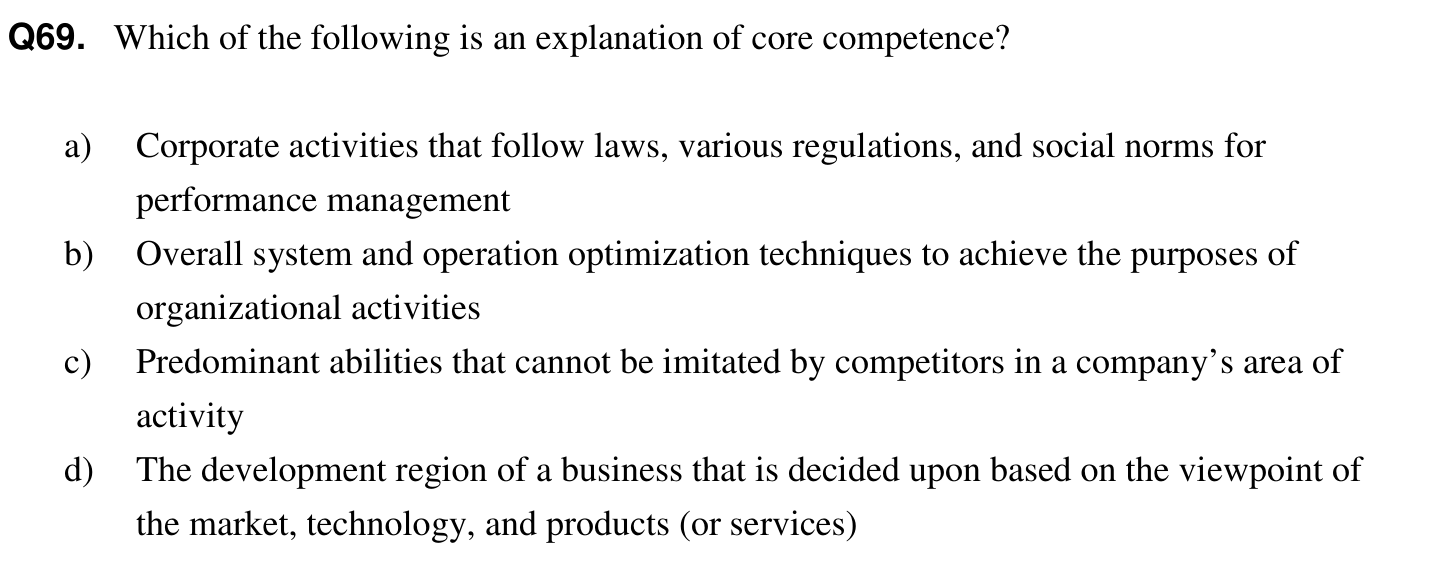 Q69. Which of the following is an explanation of core competence?
a) Corporate activities that follow laws, various regulations, and social norms for
performance management
b) Overall system and operation optimization techniques to achieve the purposes of
organizational activities
c) Predominant abilities that cannot be imitated by competitors in a company’s area of
activity
d) The development region of a business that is decided upon based on the viewpoint of
the market, technology, and products (or services)